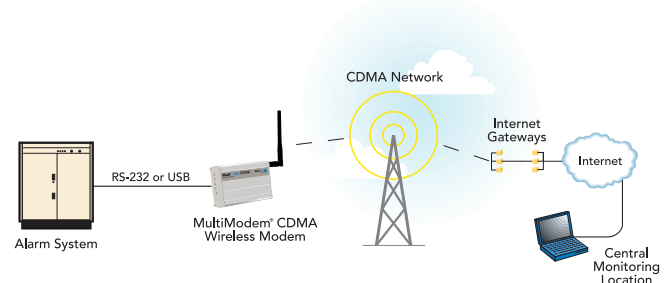 CDMA Network
Internet
Gateways
Internet
RS-232 or USB
MultiModem® CDMA
Wireless Modem
Alarm System
Central
Monitoring
Location